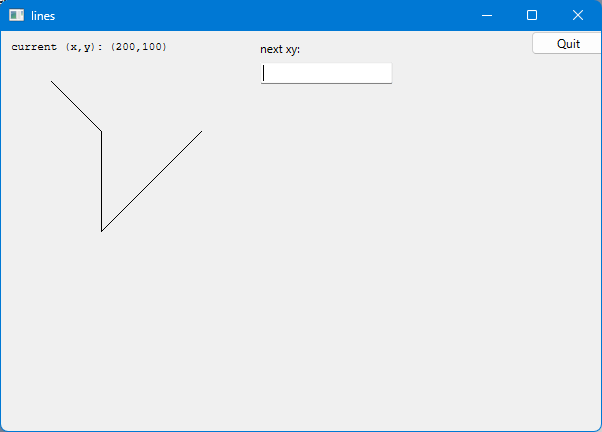 lines
current (x,y): (200,100)
next xy:
Quit